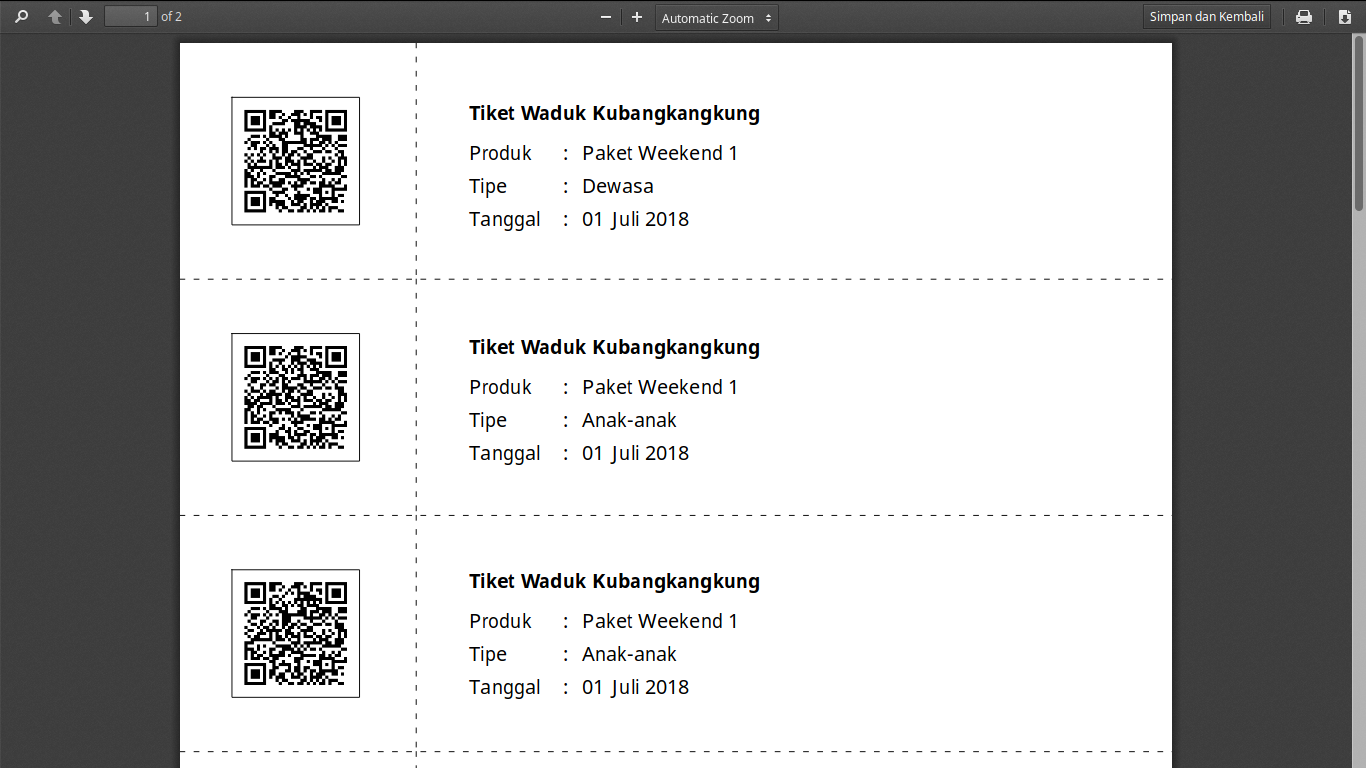 1 of 2 Automatic Zoom Simpan dan Kembali
Tiket Waduk Kubangkangkung
Produk : Paket Weekend 1
Tipe : Dewasa
Tanggal : 01 Juli 2018
Tiket Waduk Kubangkangkung
Produk : Paket Weekend 1
Tipe : Anak-anak
Tanggal : 01 Juli 2018
Tiket Waduk Kubangkangkung
Produk : Paket Weekend 1
Tipe : Anak-anak
Tanggal : 01 Juli 2018